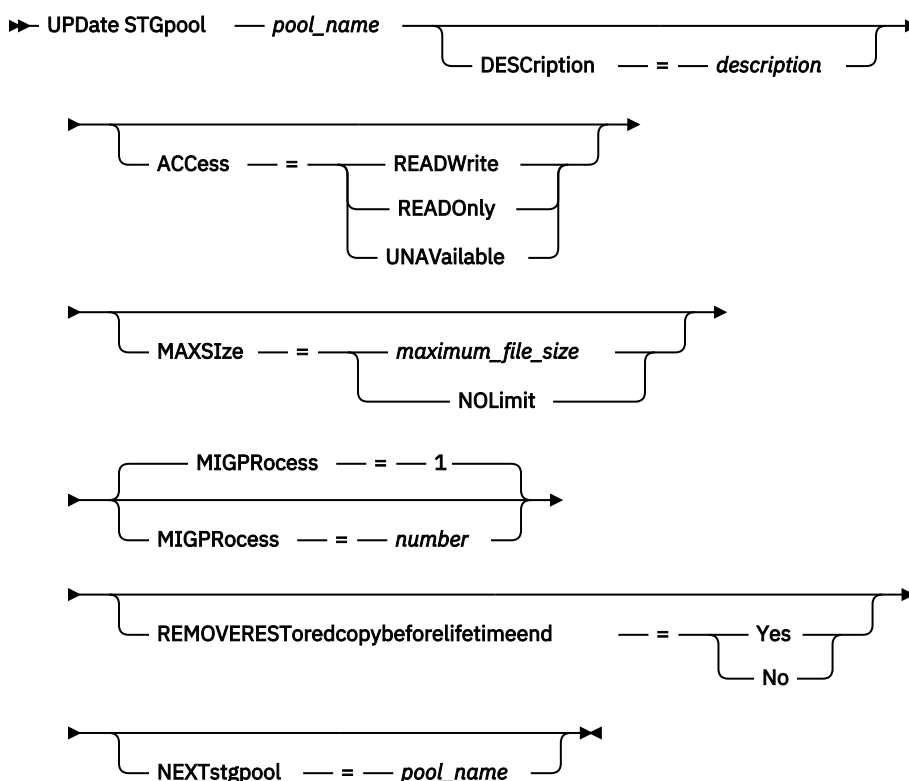 UPDate STGpool — pool_name
DESCription — = — description
ACCess — = — READWrite
READOnly
UNAVailable
MAXSIze — = — maximum_file_size
NOLimit
MIGPRocess — = — 1
MIGPRocess — = — number
REMOVERESToredcopybeforelifetimeend — = — Yes
No
NEXTstgpool — = — pool_name